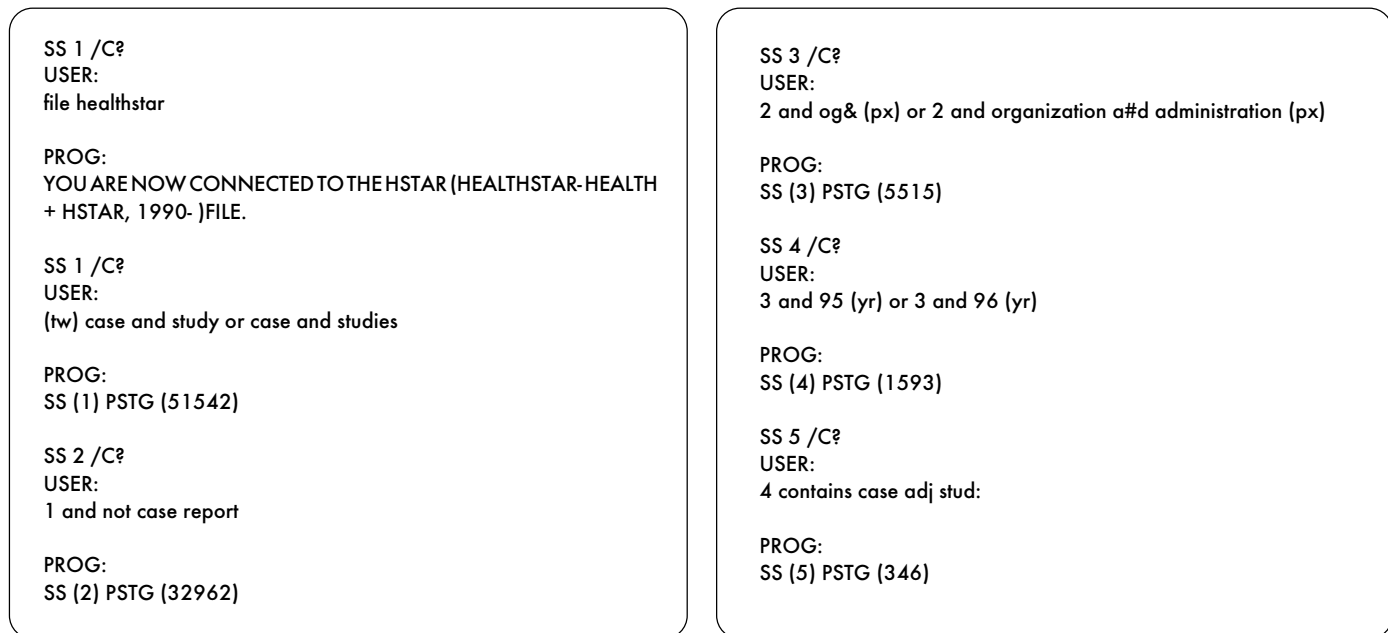 SS 1 /C?
USER:
file healthstar
PROG:
YOU ARE NOW CONNECTED TO THE HSTAR (HEALTHSTAR-HEALTH
+ HSTAR, 1990- )FILE.
SS 1 /C?
USER:
(tw) case and study or case and studies
PROG:
SS (1) PSTG (51542)
SS 2 /C?
USER:
1 and not case report
PROG:
SS (2) PSTG (32962)
SS 3 /C?
USER:
2 and og& (px) or 2 and organization a#d administration (px)
PROG:
SS (3) PSTG (5515)
SS 4 /C?
USER:
3 and 95 (yr) or 3 and 96 (yr)
PROG:
SS (4) PSTG (1593)
SS 5 /C?
USER:
4 contains case adj stud:
PROG:
SS (5) PSTG (346)